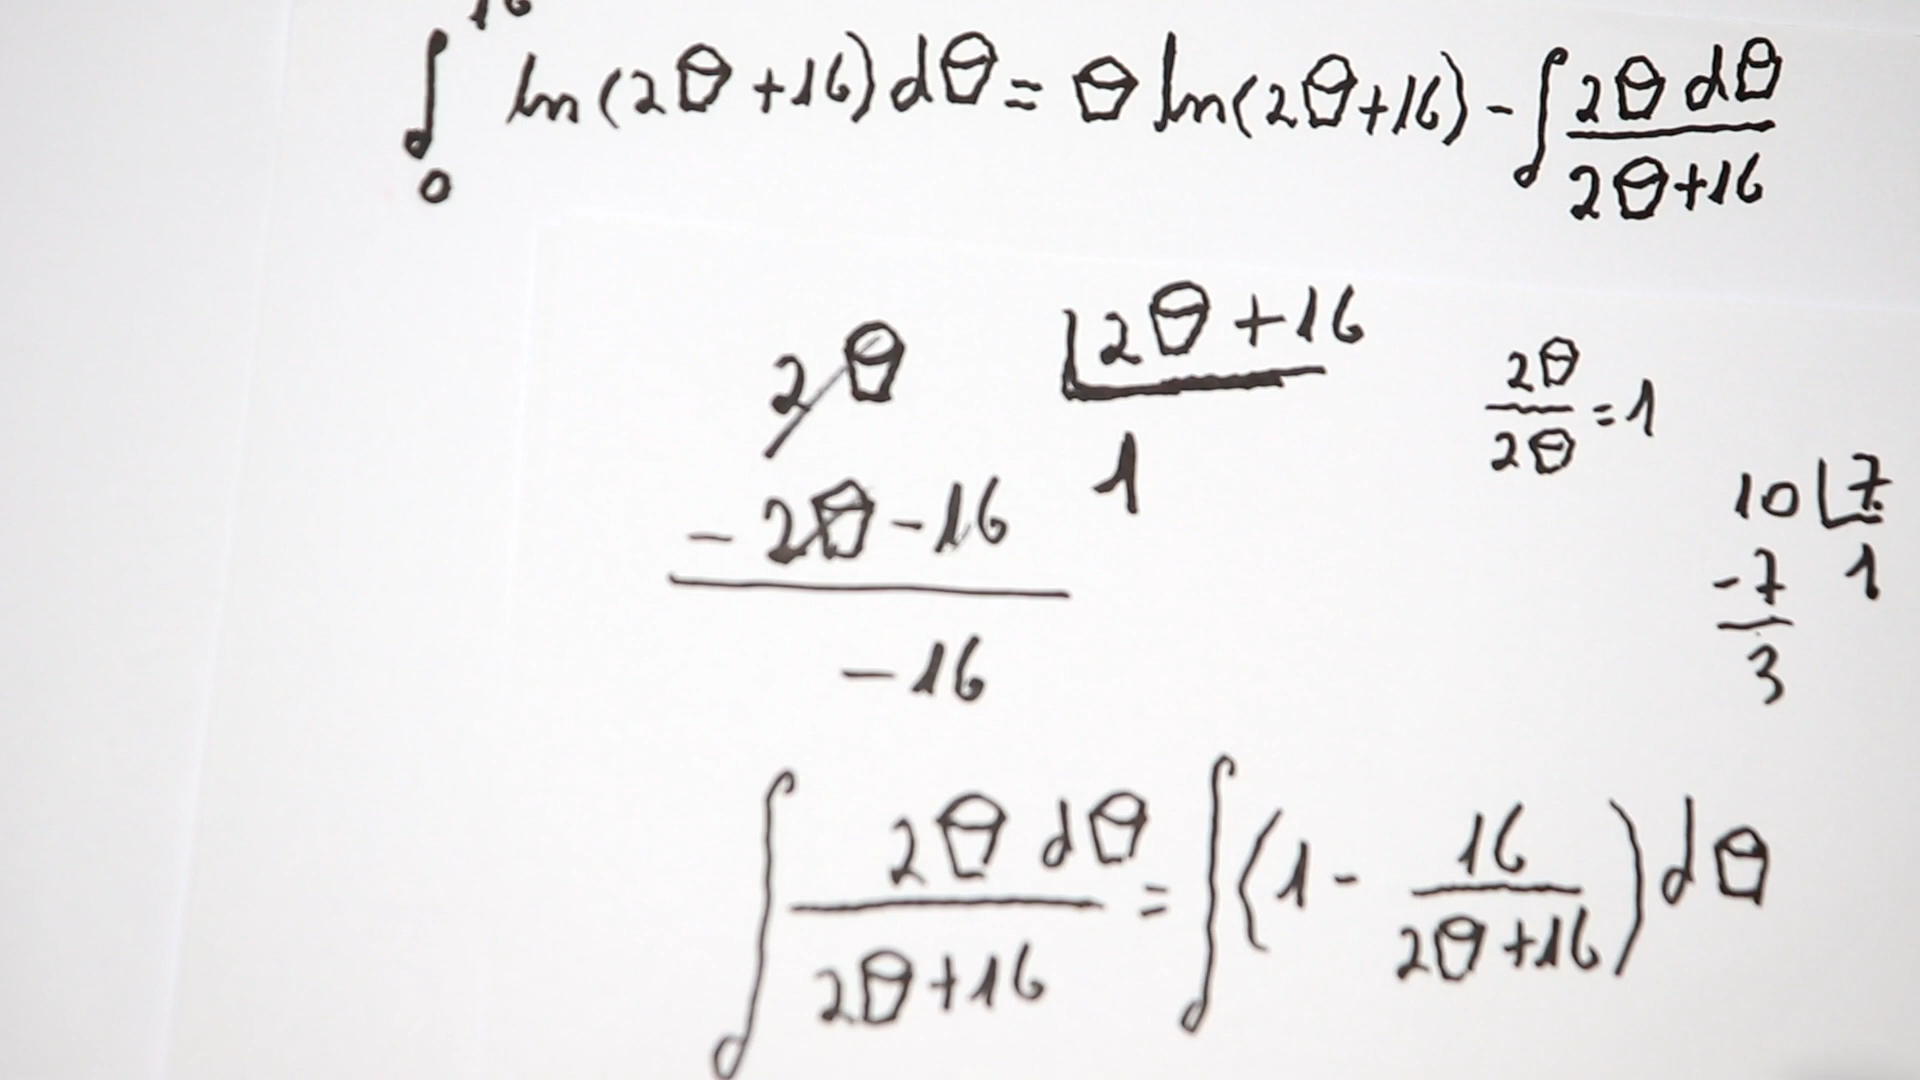 16
∫ ln(2θ+16)dθ = θ ln(2θ+16) - ∫ 2θ dθ / 2θ+16
0
2θ | 2θ+16
1
-2θ-16
-16
2θ / 2θ = 1
10 | 7
-7 1
3
∫ 2θ dθ / 2θ+16 = ∫ (1 - 16 / 2θ+16) dθ